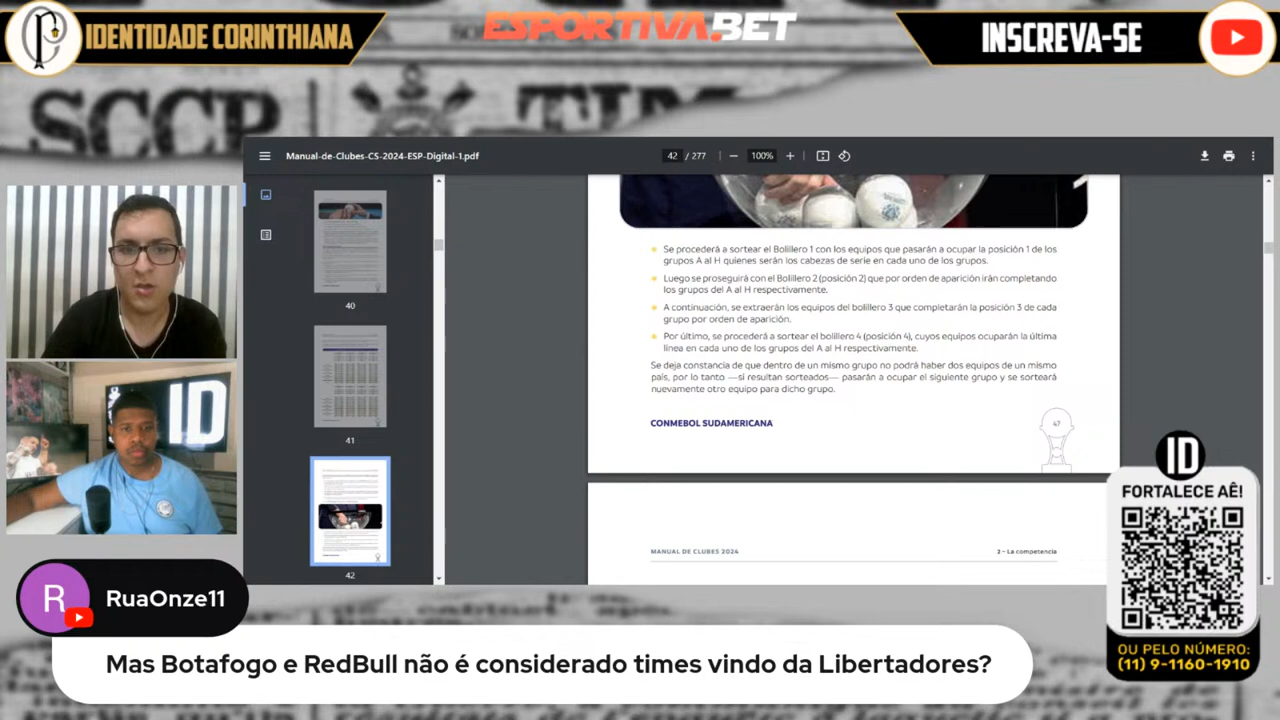 IDENTIDADE CORINTHIANA
ESPORTIVA.BET
INSCREVA-SE
SCCP
Manual-de-Clubes-CS-2024-ESP-Digital-1.pdf
42 / 277
100%
40
41
42
Se procederá a sortear el Bolillero 1 con los equipos que pasarán a ocupar la posición 1 de los
grupos A al H quienes serán los cabezas de serie en cada uno de los grupos.
Luego se proseguirá con el Bolillero 2 (posición 2) que por orden de aparición irán completando
los grupos del A al H respectivamente.
A continuación, se extraerán los equipos del bolillero 3 que completarán la posición 3 de cada
grupo por orden de aparición.
Por último, se procederá a sortear el bolillero 4 (posición 4), cuyos equipos ocuparán la última
línea en cada uno de los grupos del A al H respectivamente.
Se deja constancia de que dentro de un mismo grupo no podrá haber dos equipos de un mismo
país, por lo tanto —si resultan sorteados— pasarán a ocupar el siguiente grupo y se sorteará
nuevamente otro equipo para dicho grupo.
CONMEBOL SUDAMERICANA
MANUAL DE CLUBES 2024
2 - La competencia
ID
ID
FORTALECE AÊ!
OU PELO NÚMERO:
(11) 9-1160-1910
R
RuaOnze11
Mas Botafogo e RedBull não é considerado times vindo da Libertadores?